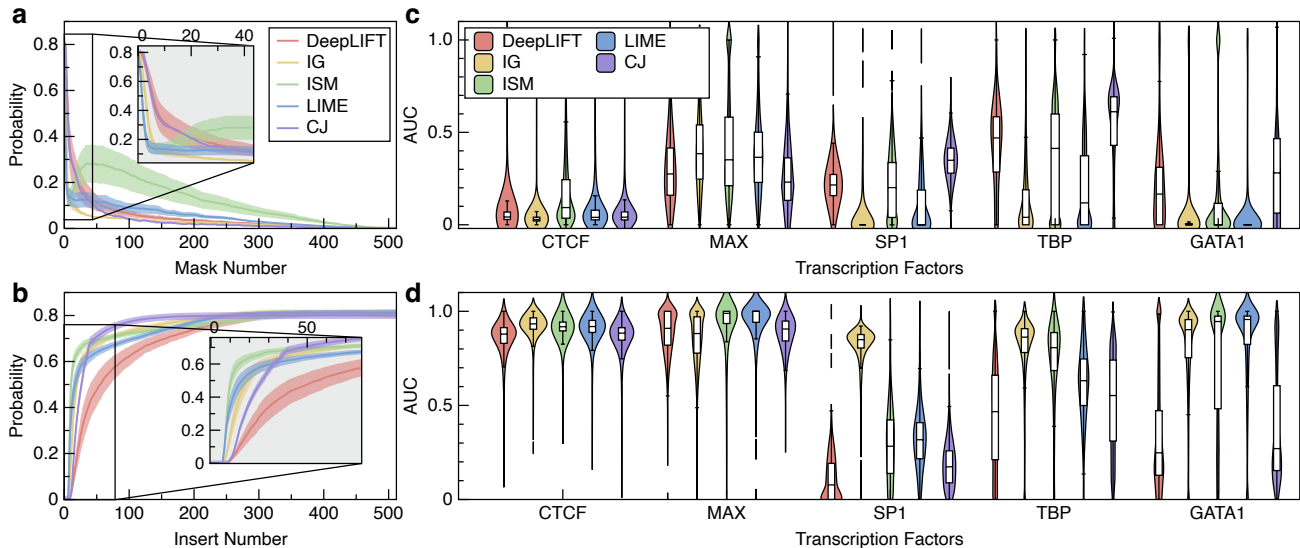 a
0.8
0.6
0.4
0.2
0
Probability
0 100 200 300 400 500
Mask Number
0 20 40
0.8
0.6
0.4
0.2
DeepLIFT
IG
ISM
LIME
CJ
c
1.0
0.5
0
AUC
DeepLIFT
IG
ISM
LIME
CJ
CTCF MAX SP1 TBP GATA1
Transcription Factors
b
0.8
0.6
0.4
0.2
0
Probability
0 100 200 300 400 500
Insert Number
0 50
0.6
0.4
0.2
0
d
1.0
0.5
0
AUC
CTCF MAX SP1 TBP GATA1
Transcription Factors